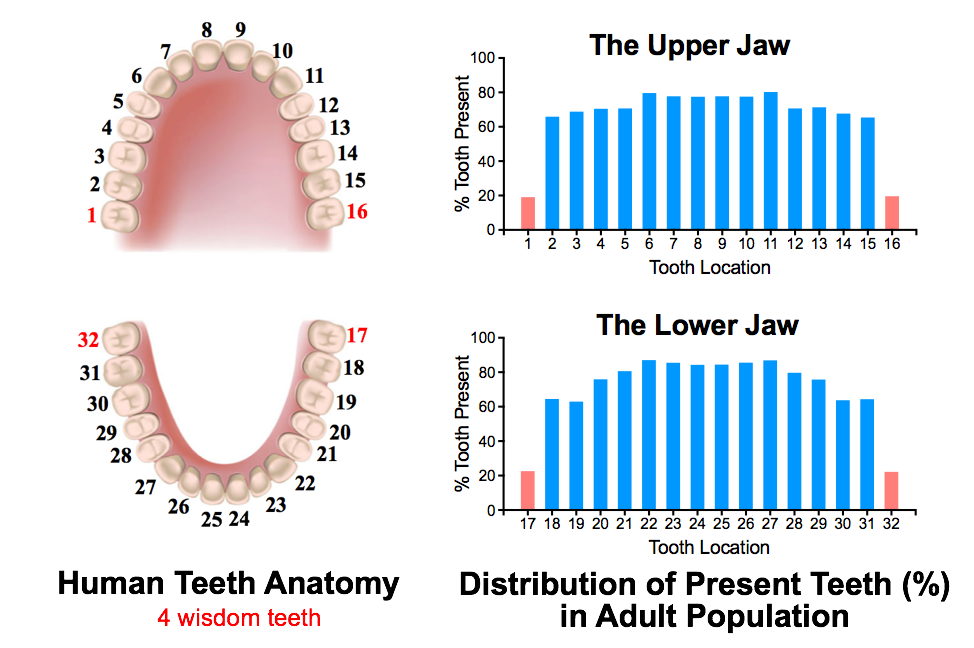 8 9
7 10
6 11
5 12
4 13
3 14
2 15
1 16
The Upper Jaw
% Tooth Present
100
80
60
40
20
0
1 2 3 4 5 6 7 8 9 10 11 12 13 14 15 16
Tooth Location
32 17
31 18
30 19
29 20
28 21
27 22
26 23
25 24
The Lower Jaw
% Tooth Present
100
80
60
40
20
0
17 18 19 20 21 22 23 24 25 26 27 28 29 30 31 32
Tooth Location
Human Teeth Anatomy
4 wisdom teeth
Distribution of Present Teeth (%)
in Adult Population